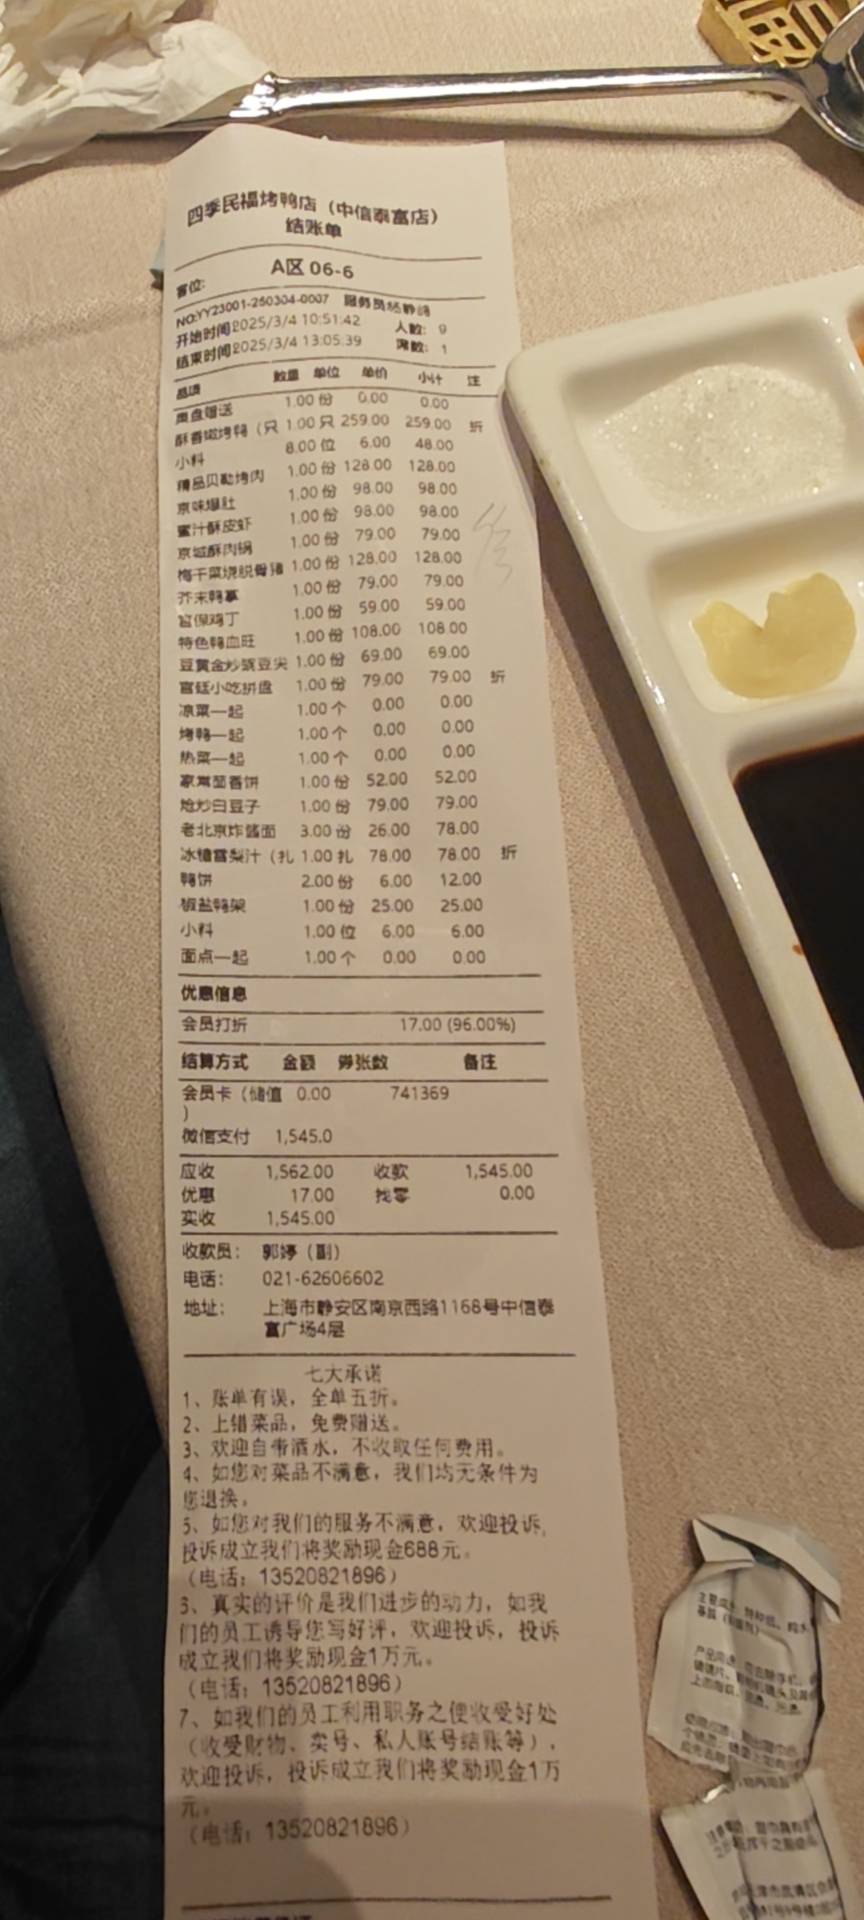 四季民福烤鸭店（中信泰富店）
结账单
客位: A区 06-6
NO:YY23001-250304-0007 服务员杨静
开始时间2025/3/4 10:51:42 人数: 9
结束时间2025/3/4 13:05:39 席数: 1
品项 数量 单位 单价 小计 注
果盘赠送 1.00 份 0.00 0.00
酥香嫩烤鸭（只 1.00 只 259.00 259.00 折
小料 8.00 位 6.00 48.00
精品贝勒烤肉 1.00 份 128.00 128.00
京味爆肚 1.00 份 98.00 98.00
蜜汁酥皮虾 1.00 份 98.00 98.00
京城酥肉锅 1.00 份 79.00 79.00
梅干菜烧脱骨猪 1.00 份 128.00 128.00
芥末鸭掌 1.00 份 79.00 79.00
宫保鸡丁 1.00 份 59.00 59.00
特色鸭血旺 1.00 份 108.00 108.00
豆黄金炒豌豆尖 1.00 份 69.00 69.00
宫廷小吃拼盘 1.00 份 79.00 79.00 折
凉菜一起 1.00 个 0.00 0.00
烤鸭一起 1.00 个 0.00 0.00
热菜一起 1.00 个 0.00 0.00
家常茴香饼 1.00 份 52.00 52.00
炝炒白豆子 1.00 份 79.00 79.00
老北京炸酱面 3.00 份 26.00 78.00
冰糖雪梨汁（扎 1.00 扎 78.00 78.00 折
鸭饼 2.00 份 6.00 12.00
椒盐鸭架 1.00 份 25.00 25.00
小料 1.00 位 6.00 6.00
面点一起 1.00 个 0.00 0.00
优惠信息
会员打折 17.00 (96.00%)
结算方式 金额 券张数 备注
会员卡（储值 0.00 741369
）
微信支付 1,545.0
应收 1,562.00 收款 1,545.00
优惠 17.00 找零 0.00
实收 1,545.00
收款员: 郭婷（副）
电话: 021-62606602
地址: 上海市静安区南京西路1168号中信泰
富广场4层
七大承诺
1、账单有误，全单五折。
2、上错菜品，免费赠送。
3、欢迎自带酒水，不收取任何费用。
4、如您对菜品不满意，我们均无条件为
您退换。
5、如您对我们的服务不满意，欢迎投诉，
投诉成立我们将奖励现金688元。
（电话：13520821896）
6、真实的评价是我们进步的动力，如我
们的员工诱导您写好评，欢迎投诉，投诉
成立我们将奖励现金1万元。
（电话：13520821896）
7、如我们的员工利用职务之便收受好处
（收受财物、卖号、私人账号结账等），
欢迎投诉，投诉成立我们将奖励现金1万
元。
（电话：13520821896）